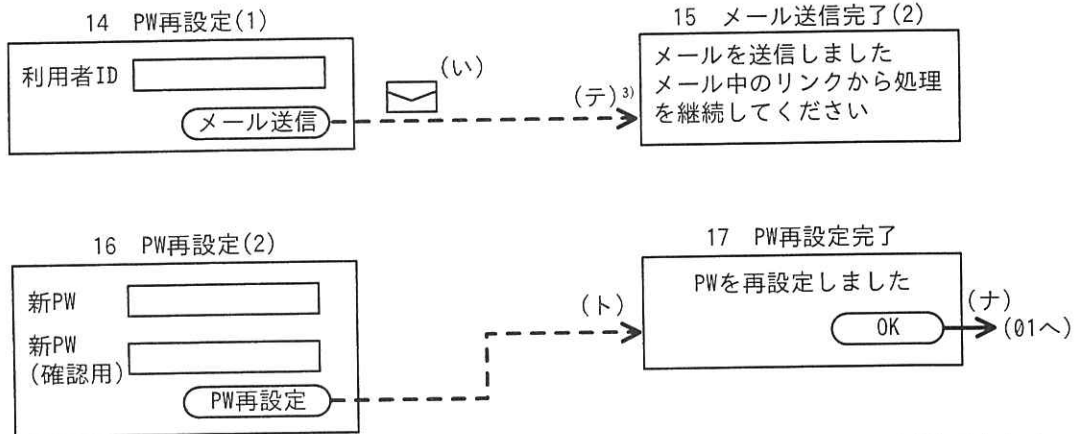 14 PW再設定(1)
利用者ID
メール送信
(い)
(テ)3)
15 メール送信完了(2)
メールを送信しました
メール中のリンクから処理
を継続してください
16 PW再設定(2)
新PW
新PW
(確認用)
PW再設定
(ト)
17 PW再設定完了
PWを再設定しました
OK
(ナ)
(01へ)